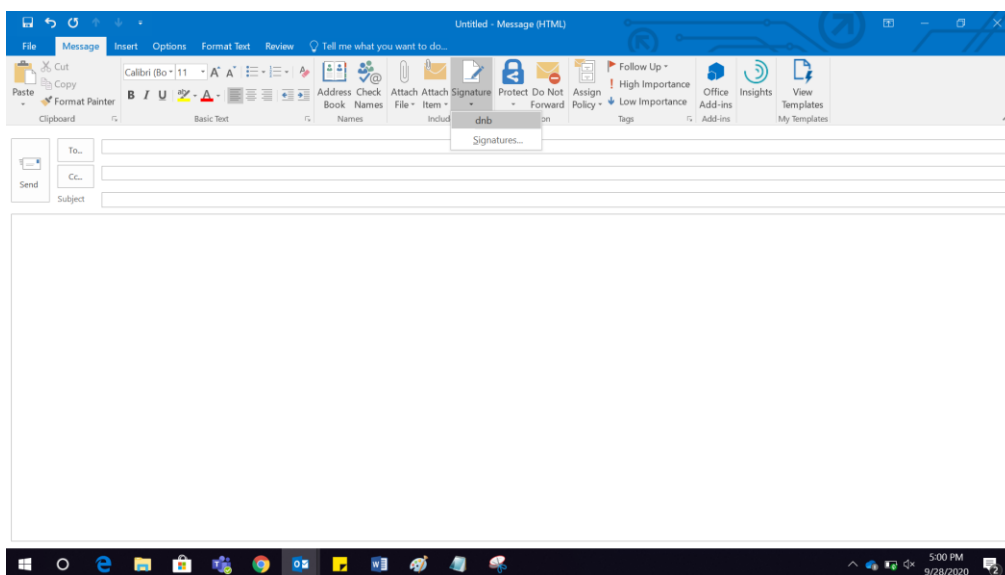 Untitled - Message (HTML)
File Message Insert Options Format Text Review Tell me what you want to do...
Cut
Copy
Format Painter
Paste
Clipboard
Calibri (Bo 11
B I U
Basic Text
Address Book
Check Names
Names
Attach File
Attach Item
Signature
Includ
dnb
Signatures...
Protect
Do Not Forward
on
Assign Policy
Follow Up
High Importance
Low Importance
Tags
Office Add-ins
Add-ins
Insights
View Templates
My Templates
Send
To...
Cc...
Subject
5:00 PM
9/28/2020